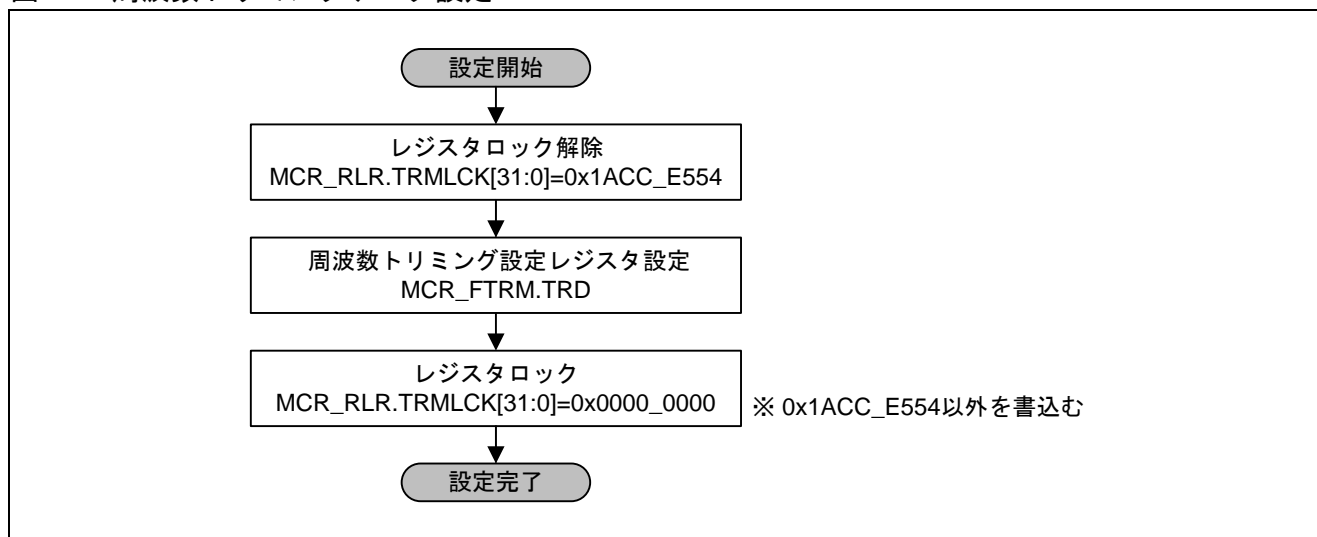 設定開始
レジスタロック解除
MCR_RLR.TRMLCK[31:0]=0x1ACC_E554
周波数トリミング設定レジスタ設定
MCR_FTRM.TRD
レジスタロック
MCR_RLR.TRMLCK[31:0]=0x0000_0000
※ 0x1ACC_E554以外を書込む
設定完了